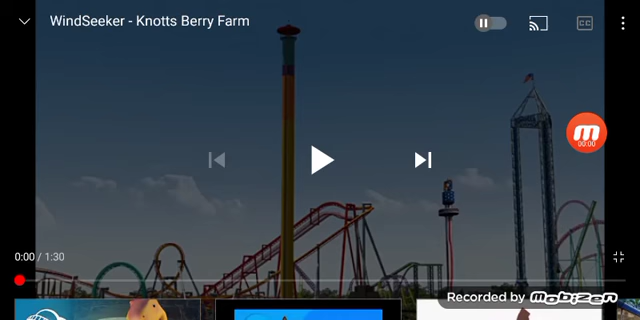 WindSeeker - Knotts Berry Farm
CC
00:00
0:00 / 1:30
Recorded by mobizen